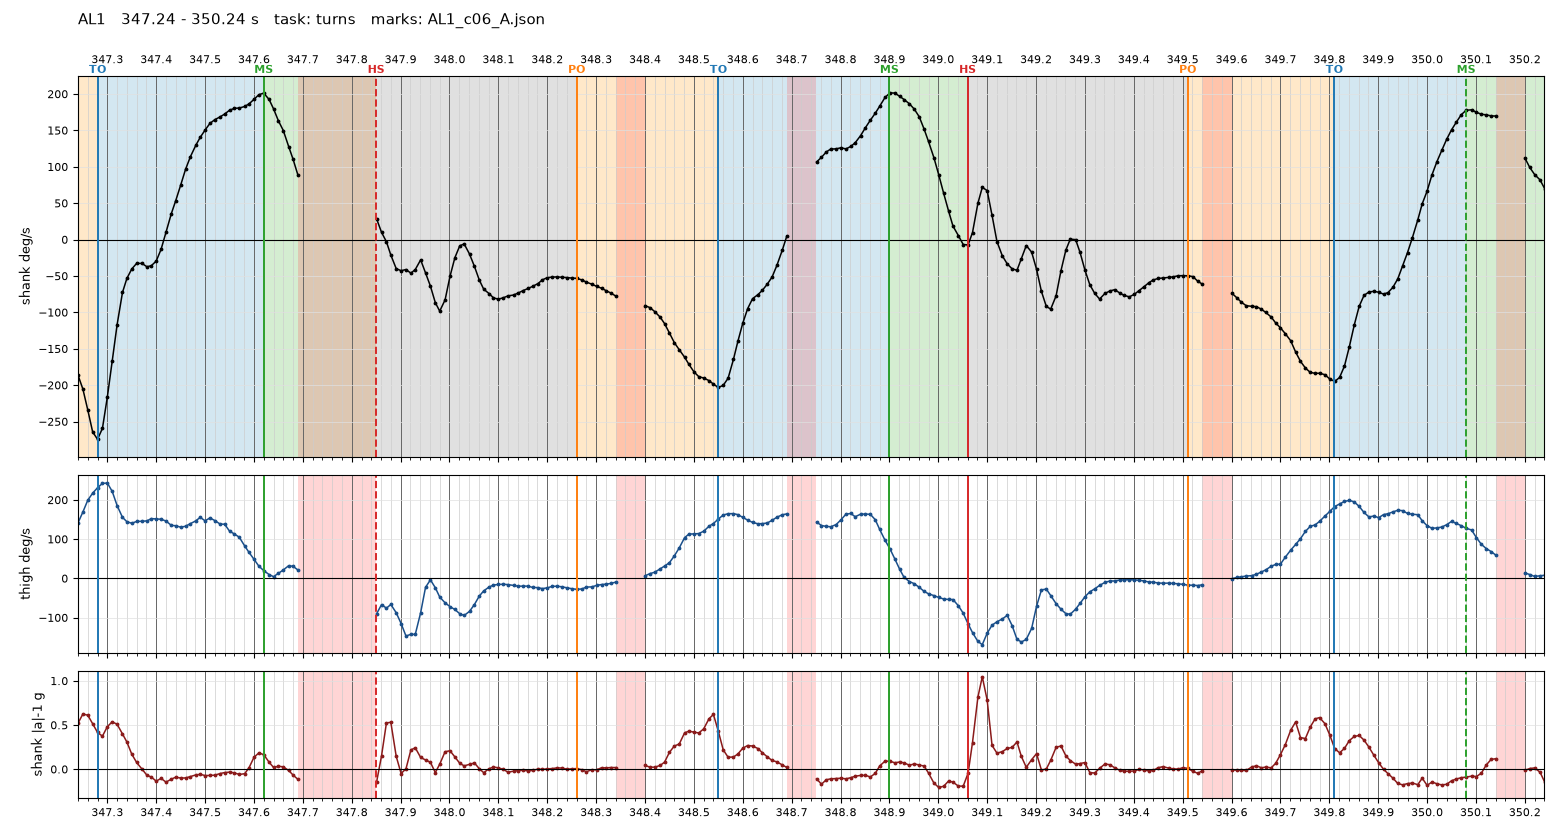 AL1 347.24 - 350.24 s task: turns marks: AL1_c06_A.json
347.3 347.4 347.5 347.6 347.7 347.8 347.9 348.0 348.1 348.2 348.3 348.4 348.5 348.6 348.7 348.8 348.9 349.0 349.1 349.2 349.3 349.4 349.5 349.6 349.7 349.8 349.9 350.0 350.1 350.2
TO MS HS PO TO MS HS PO TO MS
shank deg/s
200
150
100
50
0
−50
−100
−150
−200
−250
thigh deg/s
200
100
0
−100
shank |a|-1 g
1.0
0.5
0.0
347.3 347.4 347.5 347.6 347.7 347.8 347.9 348.0 348.1 348.2 348.3 348.4 348.5 348.6 348.7 348.8 348.9 349.0 349.1 349.2 349.3 349.4 349.5 349.6 349.7 349.8 349.9 350.0 350.1 350.2